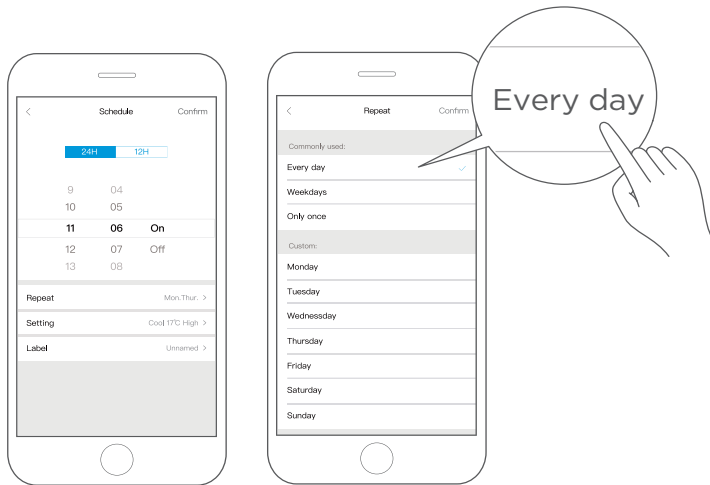 < Schedule Confirm
24H 12H
9 04
10 05
11 06 On
12 07 Off
13 08
Repeat Mon.Thur. >
Setting Cool 17℃ High >
Label Unnamed >
< Repeat Confirm
Commonly used:
Every day
Weekdays
Only once
Custom:
Monday
Tuesday
Wednessday
Thursday
Friday
Saturday
Sunday
Every day